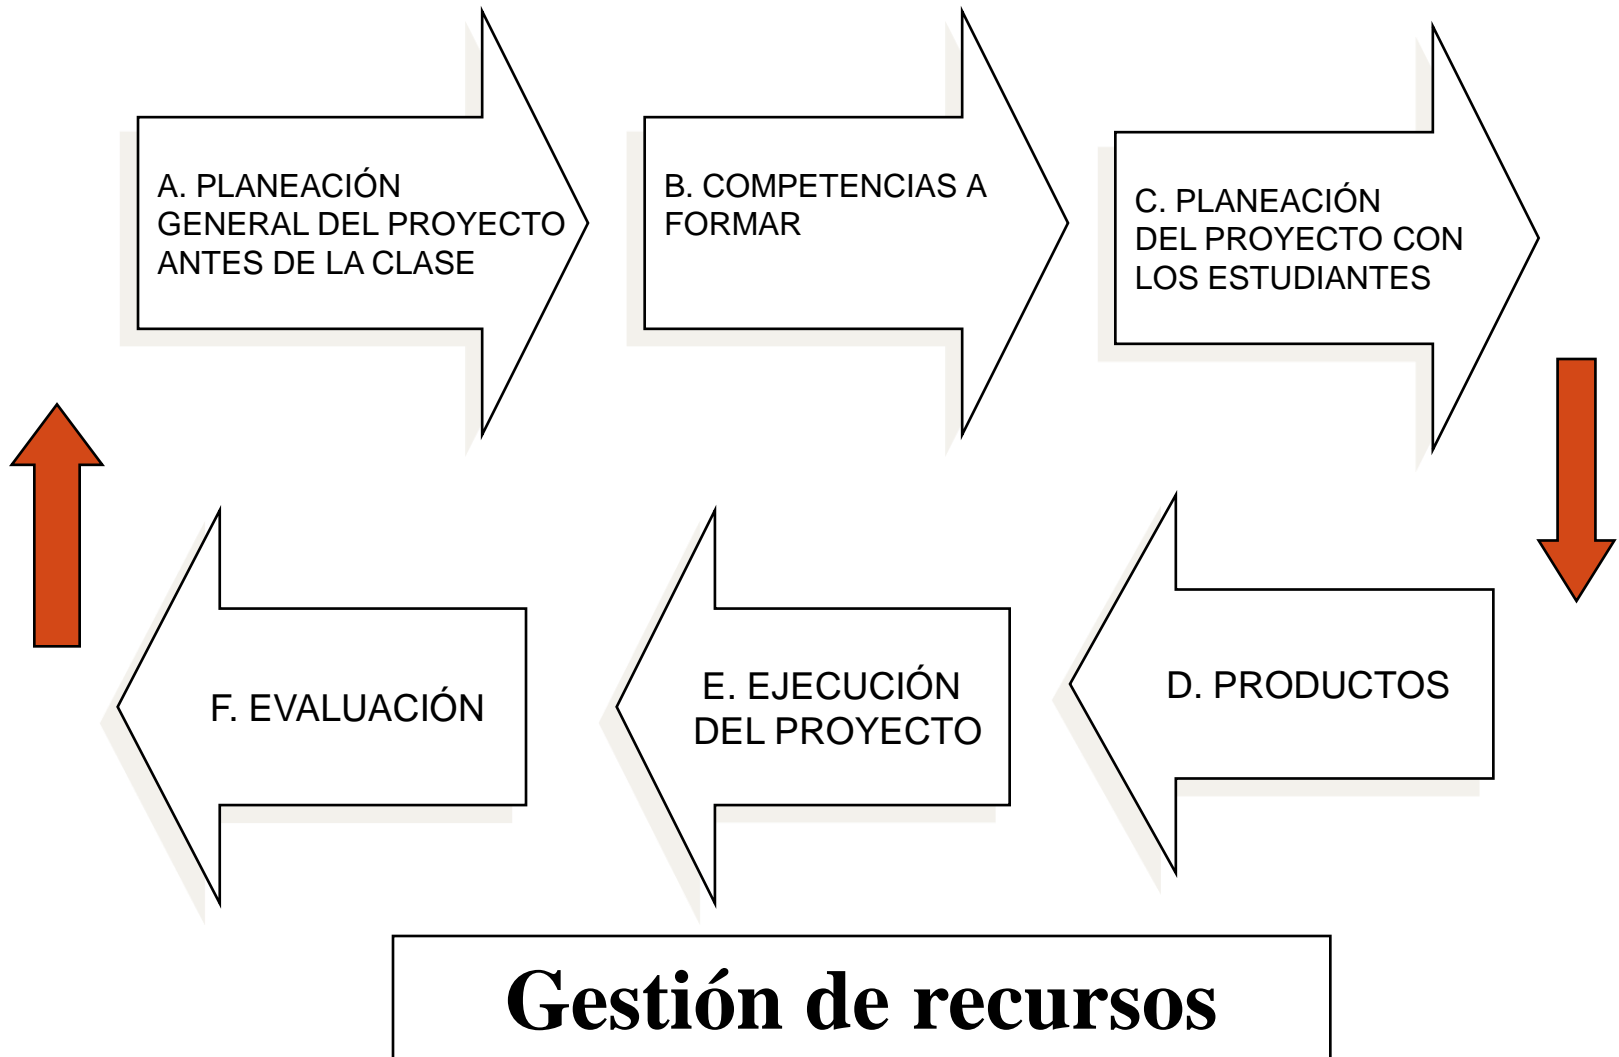 A. PLANEACIÓN
GENERAL DEL PROYECTO
ANTES DE LA CLASE
B. COMPETENCIAS A
FORMAR
C. PLANEACIÓN
DEL PROYECTO CON
LOS ESTUDIANTES
D. PRODUCTOS
E. EJECUCIÓN
DEL PROYECTO
F. EVALUACIÓN
Gestión de recursos